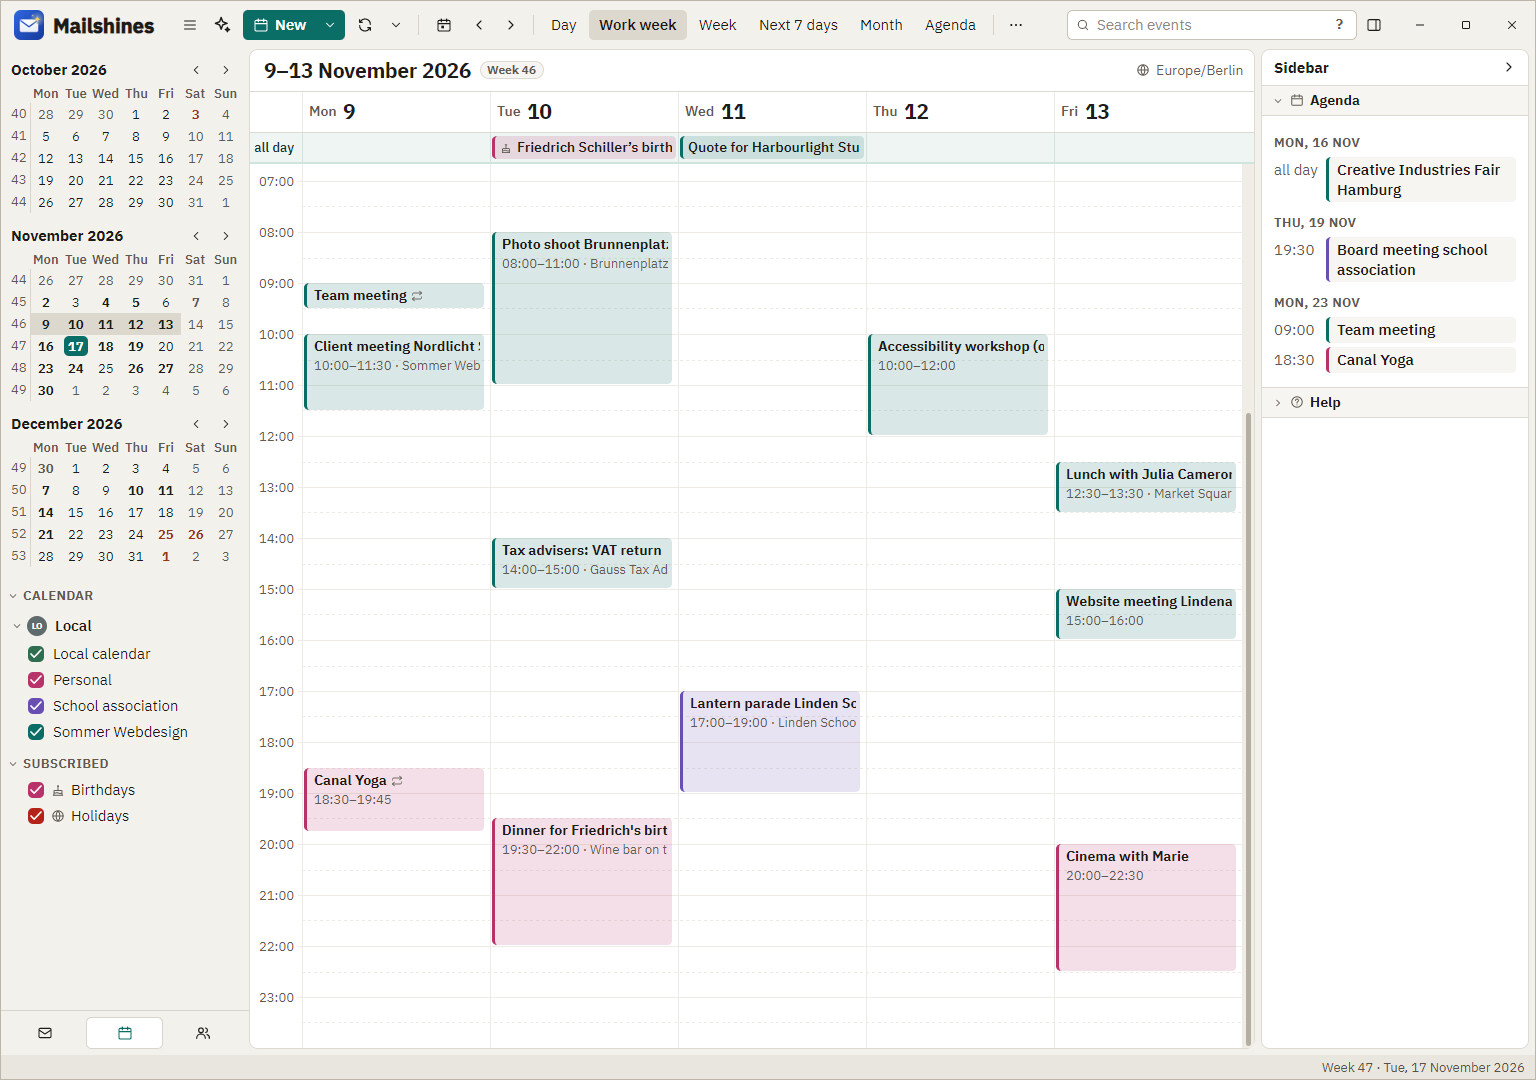 Mailshines
New
Day
Work week
Week
Next 7 days
Month
Agenda
Search events
?
October 2026
Mon Tue Wed Thu Fri Sat Sun
40 28 29 30 1 2 3 4
41 5 6 7 8 9 10 11
42 12 13 14 15 16 17 18
43 19 20 21 22 23 24 25
44 26 27 28 29 30 31 1
November 2026
Mon Tue Wed Thu Fri Sat Sun
44 26 27 28 29 30 31 1
45 2 3 4 5 6 7 8
46 9 10 11 12 13 14 15
47 16 17 18 19 20 21 22
48 23 24 25 26 27 28 29
49 30 1 2 3 4 5 6
December 2026
Mon Tue Wed Thu Fri Sat Sun
49 30 1 2 3 4 5 6
50 7 8 9 10 11 12 13
51 14 15 16 17 18 19 20
52 21 22 23 24 25 26 27
53 28 29 30 31 1 2 3
CALENDAR
LO Local
Local calendar
Personal
School association
Sommer Webdesign
SUBSCRIBED
Birthdays
Holidays
9–13 November 2026 Week 46
Europe/Berlin
Mon 9
Tue 10
Wed 11
Thu 12
Fri 13
all day
Friedrich Schiller's birth
Quote for Harbourlight Stu
07:00
08:00
09:00
10:00
11:00
12:00
13:00
14:00
15:00
16:00
17:00
18:00
19:00
20:00
21:00
22:00
23:00
Team meeting
Client meeting Nordlicht
10:00–11:30 · Sommer Web
Canal Yoga
18:30–19:45
Photo shoot Brunnenplatz
08:00–11:00 · Brunnenplatz
Tax advisers: VAT return
14:00–15:00 · Gauss Tax Ad
Dinner for Friedrich's birt
19:30–22:00 · Wine bar on t
Lantern parade Linden Sc
17:00–19:00 · Linden Schoo
Accessibility workshop (o
10:00–12:00
Lunch with Julia Cameron
12:30–13:30 · Market Squar
Website meeting Lindena
15:00–16:00
Cinema with Marie
20:00–22:30
Sidebar
Agenda
MON, 16 NOV
all day Creative Industries Fair
Hamburg
THU, 19 NOV
19:30 Board meeting school
association
MON, 23 NOV
09:00 Team meeting
18:30 Canal Yoga
Help
Week 47 · Tue, 17 November 2026